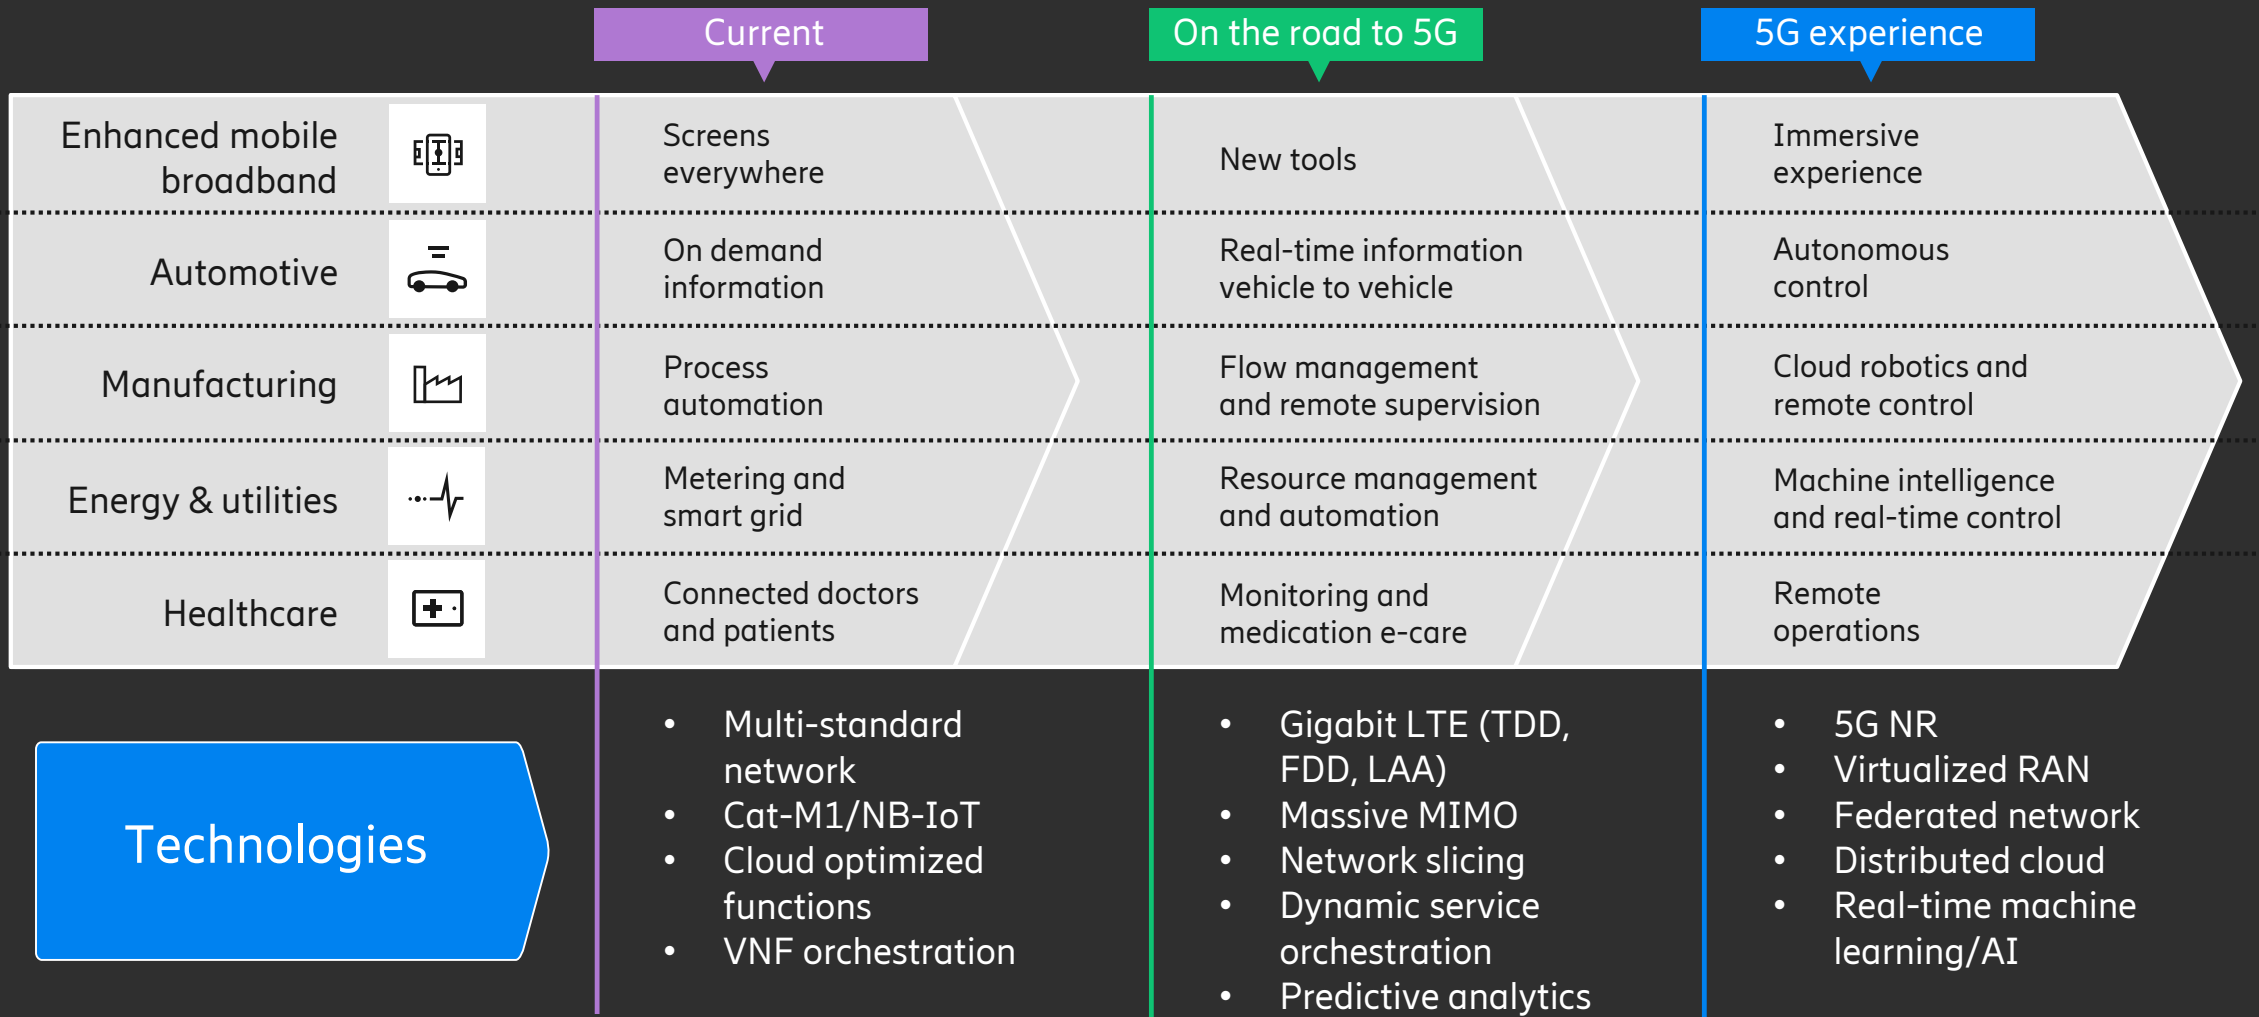 Current
On the road to 5G
5G experience
Enhanced mobile
broadband
Screens
everywhere
New tools
Immersive
experience
Automotive
On demand
information
Real-time information
vehicle to vehicle
Autonomous
control
Manufacturing
Process
automation
Flow management
and remote supervision
Cloud robotics and
remote control
Energy & utilities
Metering and
smart grid
Resource management
and automation
Machine intelligence
and real-time control
Healthcare
Connected doctors
and patients
Monitoring and
medication e-care
Remote
operations
Technologies
• Multi-standard
network
• Cat-M1/NB-IoT
• Cloud optimized
functions
• VNF orchestration
• Gigabit LTE (TDD,
FDD, LAA)
• Massive MIMO
• Network slicing
• Dynamic service
orchestration
• Predictive analytics
• 5G NR
• Virtualized RAN
• Federated network
• Distributed cloud
• Real-time machine
learning/AI